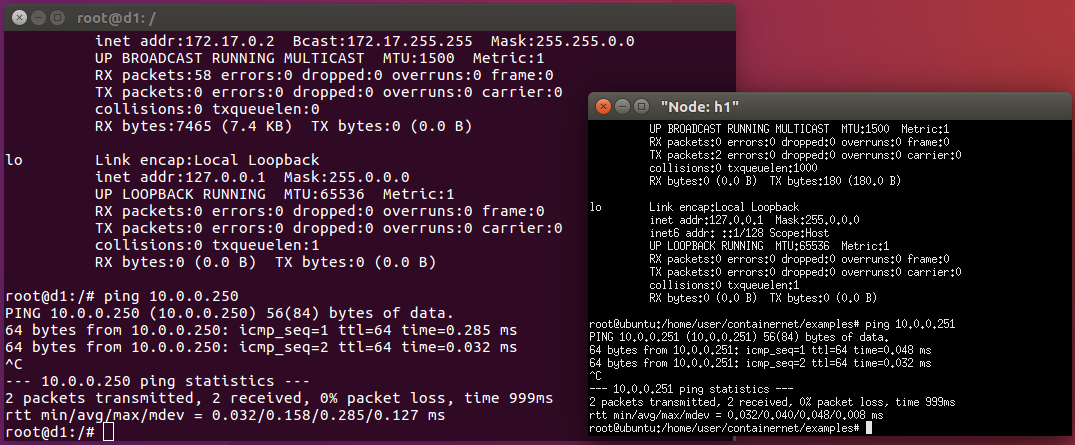 root@d1: /
inet addr:172.17.0.2  Bcast:172.17.255.255  Mask:255.255.0.0
UP BROADCAST RUNNING MULTICAST  MTU:1500  Metric:1
RX packets:58 errors:0 dropped:0 overruns:0 frame:0
TX packets:0 errors:0 dropped:0 overruns:0 carrier:0
collisions:0 txqueuelen:0
RX bytes:7465 (7.4 KB)  TX bytes:0 (0.0 B)
lo        Link encap:Local Loopback
inet addr:127.0.0.1  Mask:255.0.0.0
UP LOOPBACK RUNNING  MTU:65536  Metric:1
RX packets:0 errors:0 dropped:0 overruns:0 frame:0
TX packets:0 errors:0 dropped:0 overruns:0 carrier:0
collisions:0 txqueuelen:1
RX bytes:0 (0.0 B)  TX bytes:0 (0.0 B)
root@d1:/# ping 10.0.0.250
PING 10.0.0.250 (10.0.0.250) 56(84) bytes of data.
64 bytes from 10.0.0.250: icmp_seq=1 ttl=64 time=0.285 ms
64 bytes from 10.0.0.250: icmp_seq=2 ttl=64 time=0.032 ms
^C
--- 10.0.0.250 ping statistics ---
2 packets transmitted, 2 received, 0% packet loss, time 999ms
rtt min/avg/max/mdev = 0.032/0.158/0.285/0.127 ms
root@d1:/#
"Node: h1"
UP BROADCAST RUNNING MULTICAST  MTU:1500  Metric:1
RX packets:0 errors:0 dropped:0 overruns:0 frame:0
TX packets:2 errors:0 dropped:0 overruns:0 carrier:0
collisions:0 txqueuelen:1000
RX bytes:0 (0.0 B)  TX bytes:180 (180.0 B)
lo        Link encap:Local Loopback
inet addr:127.0.0.1  Mask:255.0.0.0
inet6 addr: ::1/128 Scope:Host
UP LOOPBACK RUNNING  MTU:65536  Metric:1
RX packets:0 errors:0 dropped:0 overruns:0 frame:0
TX packets:0 errors:0 dropped:0 overruns:0 carrier:0
collisions:0 txqueuelen:1
RX bytes:0 (0.0 B)  TX bytes:0 (0.0 B)
root@ubuntu:/home/user/containernet/examples# ping 10.0.0.251
PING 10.0.0.251 (10.0.0.251) 56(84) bytes of data.
64 bytes from 10.0.0.251: icmp_seq=1 ttl=64 time=0.048 ms
64 bytes from 10.0.0.251: icmp_seq=2 ttl=64 time=0.032 ms
^C
--- 10.0.0.251 ping statistics ---
2 packets transmitted, 2 received, 0% packet loss, time 999ms
rtt min/avg/max/mdev = 0.032/0.040/0.048/0.008 ms
root@ubuntu:/home/user/containernet/examples#